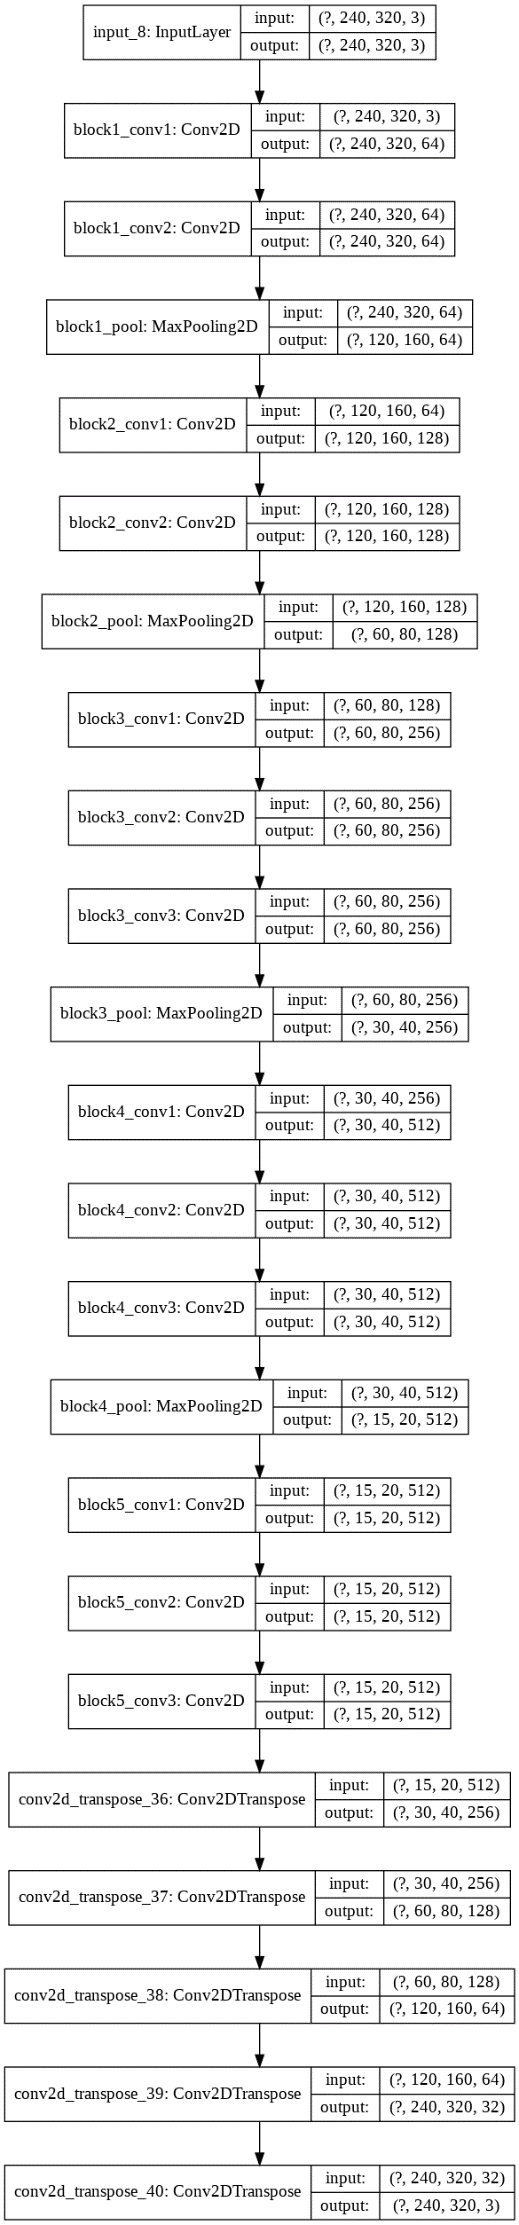 input_8: InputLayer
input: (?, 240, 320, 3)
output: (?, 240, 320, 3)
block1_conv1: Conv2D
input: (?, 240, 320, 3)
output: (?, 240, 320, 64)
block1_conv2: Conv2D
input: (?, 240, 320, 64)
output: (?, 240, 320, 64)
block1_pool: MaxPooling2D
input: (?, 240, 320, 64)
output: (?, 120, 160, 64)
block2_conv1: Conv2D
input: (?, 120, 160, 64)
output: (?, 120, 160, 128)
block2_conv2: Conv2D
input: (?, 120, 160, 128)
output: (?, 120, 160, 128)
block2_pool: MaxPooling2D
input: (?, 120, 160, 128)
output: (?, 60, 80, 128)
block3_conv1: Conv2D
input: (?, 60, 80, 128)
output: (?, 60, 80, 256)
block3_conv2: Conv2D
input: (?, 60, 80, 256)
output: (?, 60, 80, 256)
block3_conv3: Conv2D
input: (?, 60, 80, 256)
output: (?, 60, 80, 256)
block3_pool: MaxPooling2D
input: (?, 60, 80, 256)
output: (?, 30, 40, 256)
block4_conv1: Conv2D
input: (?, 30, 40, 256)
output: (?, 30, 40, 512)
block4_conv2: Conv2D
input: (?, 30, 40, 512)
output: (?, 30, 40, 512)
block4_conv3: Conv2D
input: (?, 30, 40, 512)
output: (?, 30, 40, 512)
block4_pool: MaxPooling2D
input: (?, 30, 40, 512)
output: (?, 15, 20, 512)
block5_conv1: Conv2D
input: (?, 15, 20, 512)
output: (?, 15, 20, 512)
block5_conv2: Conv2D
input: (?, 15, 20, 512)
output: (?, 15, 20, 512)
block5_conv3: Conv2D
input: (?, 15, 20, 512)
output: (?, 15, 20, 512)
conv2d_transpose_36: Conv2DTranspose
input: (?, 15, 20, 512)
output: (?, 30, 40, 256)
conv2d_transpose_37: Conv2DTranspose
input: (?, 30, 40, 256)
output: (?, 60, 80, 128)
conv2d_transpose_38: Conv2DTranspose
input: (?, 60, 80, 128)
output: (?, 120, 160, 64)
conv2d_transpose_39: Conv2DTranspose
input: (?, 120, 160, 64)
output: (?, 240, 320, 32)
conv2d_transpose_40: Conv2DTranspose
input: (?, 240, 320, 32)
output: (?, 240, 320, 3)